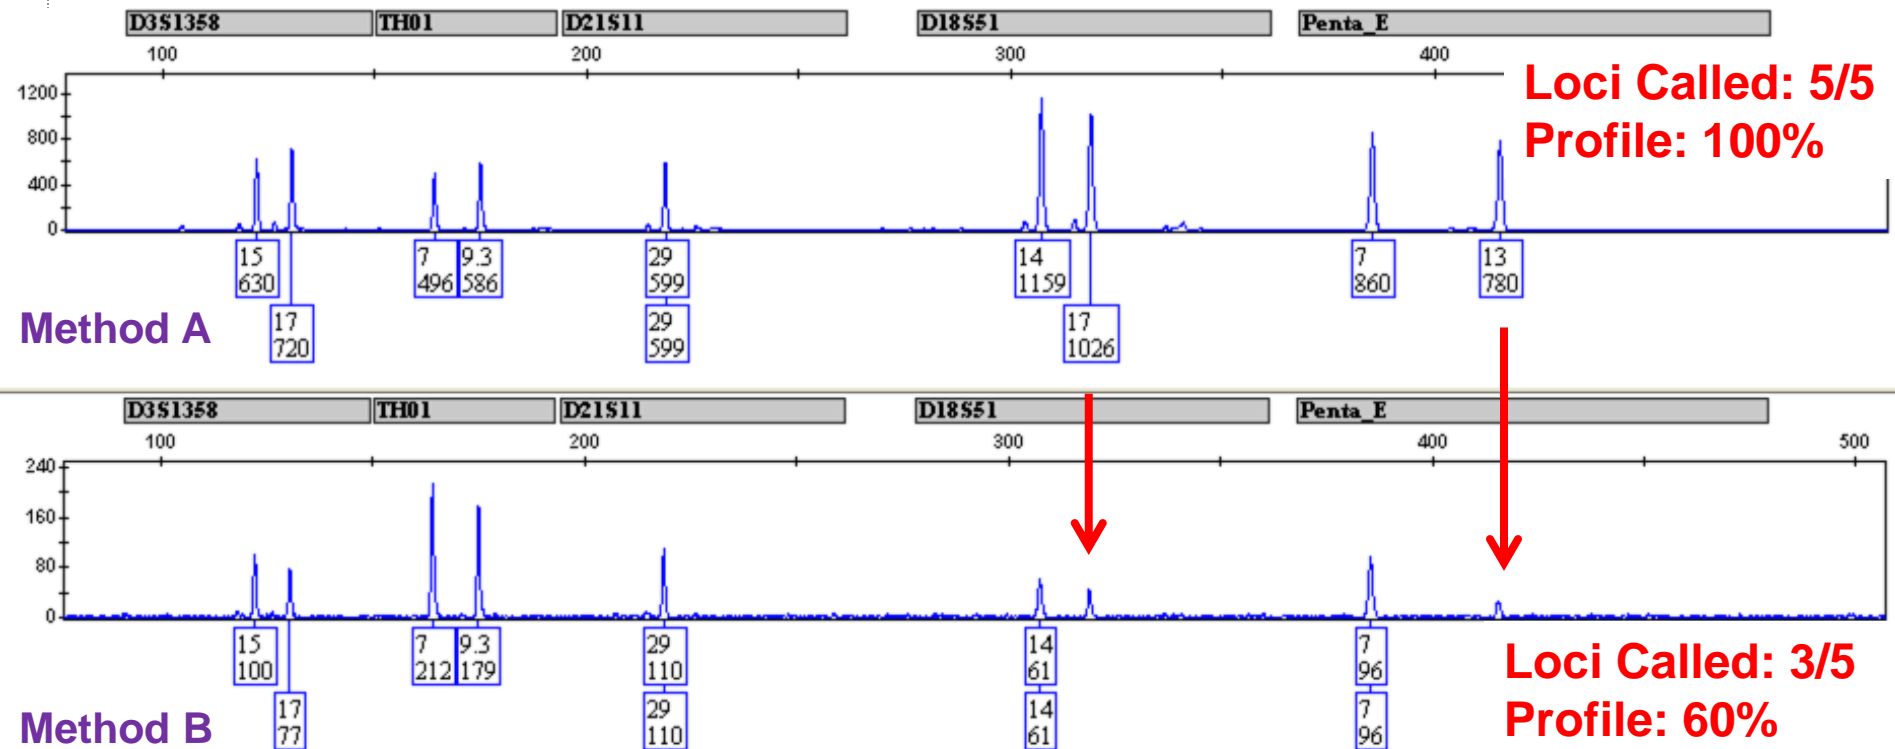 D3S1358 TH01 D21S11 D18S51 Penta_E
100 200 300 400
Loci Called: 5/5
Profile: 100%
1200
800
400
0
15 7 9.3 29 14 7 13
630 496 586 599 1159 860 780
17 29 17
720 599 1026
Method A
D3S1358 TH01 D21S11 D18S51 Penta_E
100 200 300 400 500
240
160
80
0
15 7 9.3 29 14 7
100 212 179 110 61 96
17 29 14 7
77 110 61 96
Loci Called: 3/5
Profile: 60%
Method B